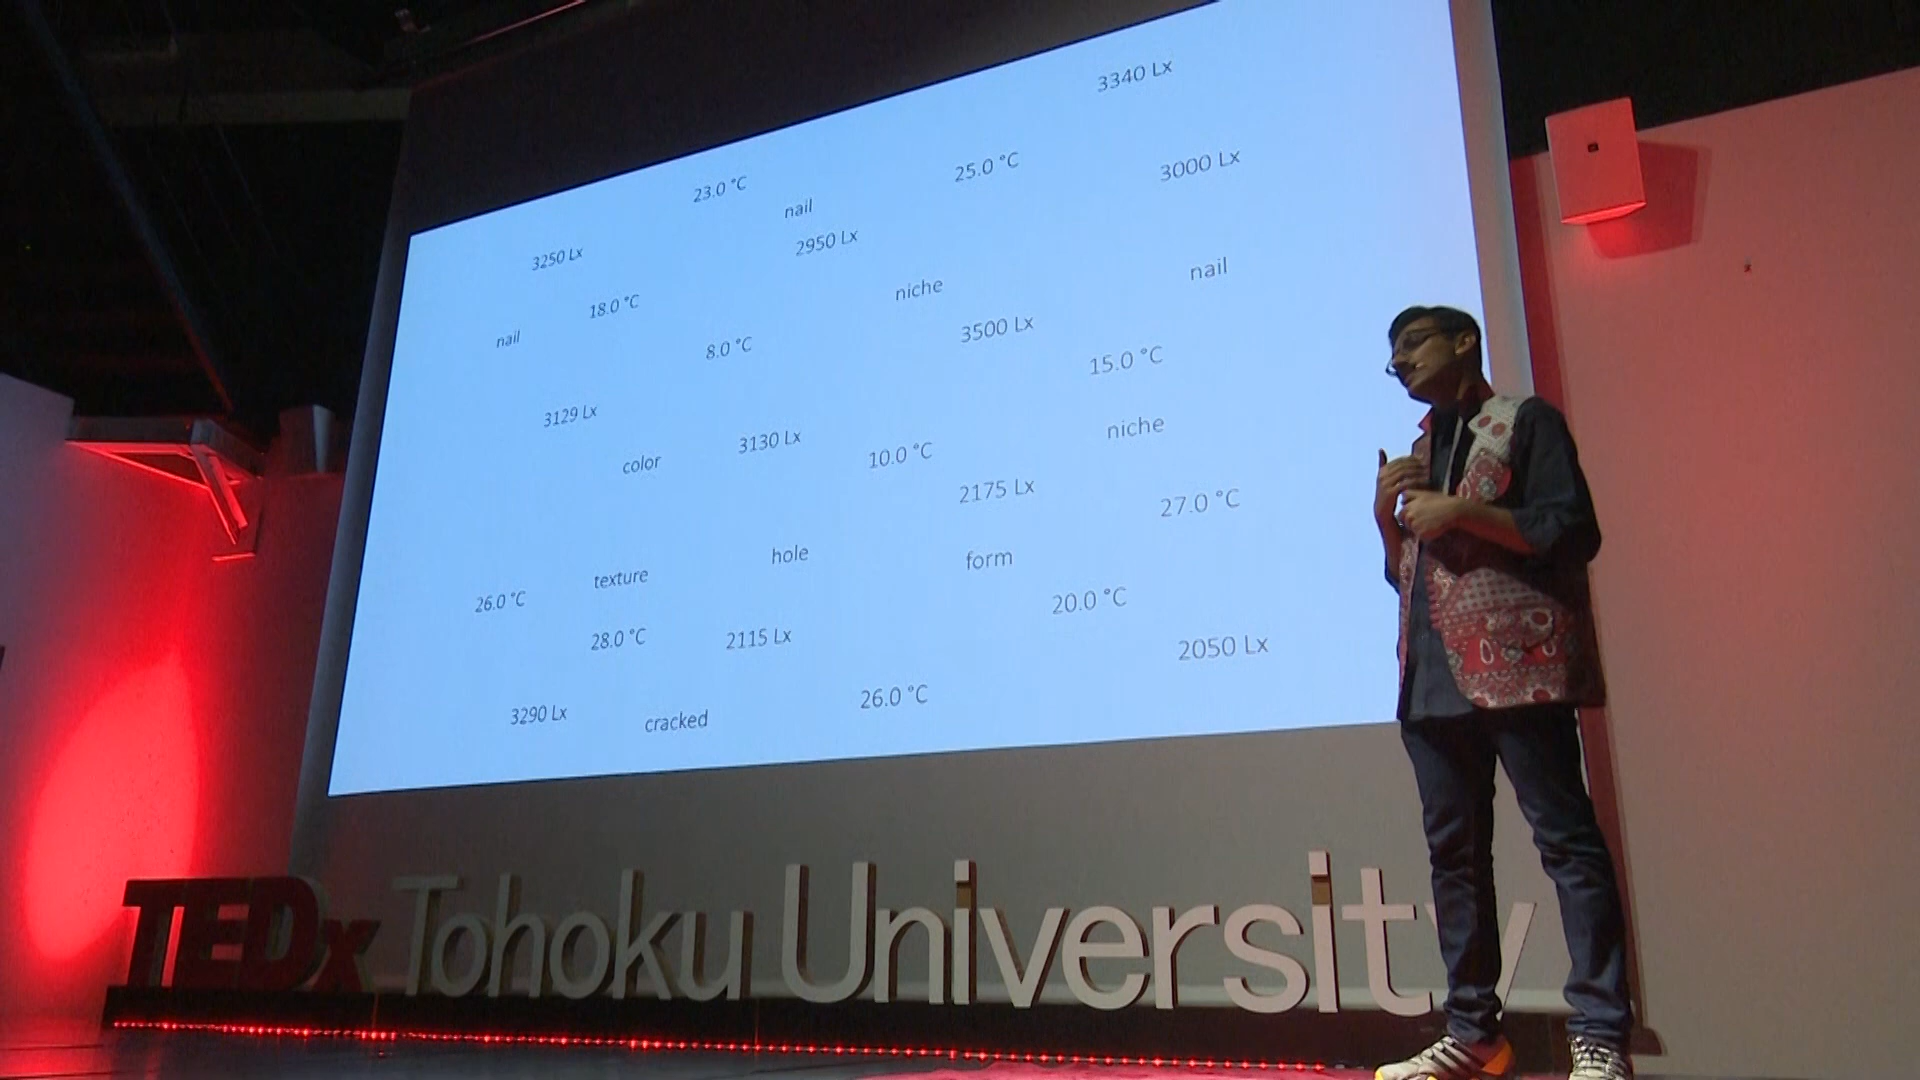 3340 Lx
23.0 °C
25.0 °C
3000 Lx
nail
3250 Lx
2950 Lx
nail
18.0 °C
niche
nail
8.0 °C
3500 Lx
15.0 °C
3129 Lx
color
3130 Lx
10.0 °C
niche
2175 Lx
27.0 °C
texture
hole
form
26.0 °C
28.0 °C
2115 Lx
20.0 °C
2050 Lx
3290 Lx
cracked
26.0 °C
TEDx Tohoku University